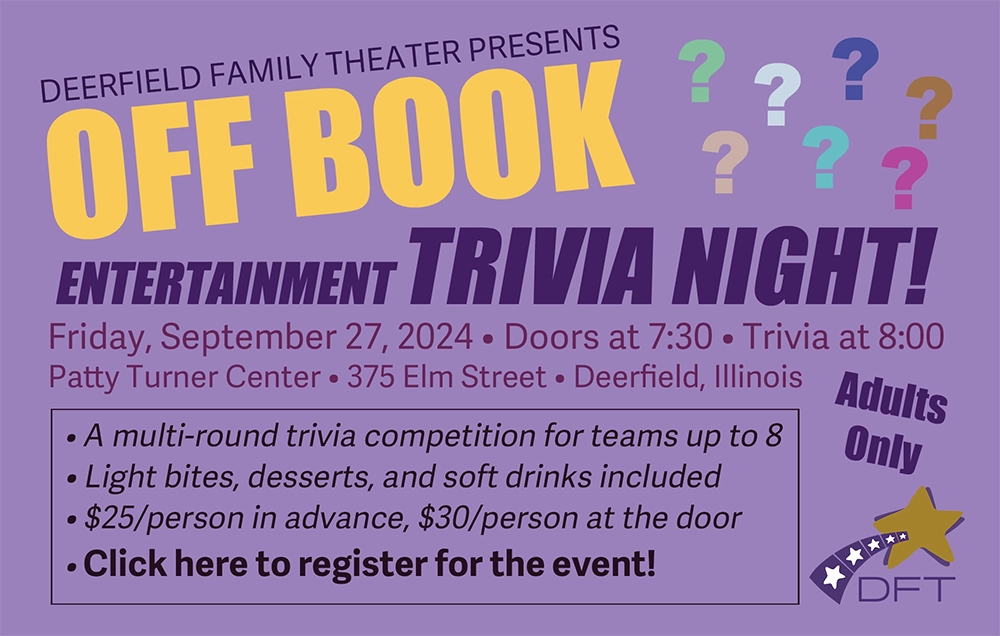 DEERFIELD FAMILY THEATER PRESENTS
OFF BOOK
ENTERTAINMENT TRIVIA NIGHT!
Friday, September 27, 2024 • Doors at 7:30 • Trivia at 8:00
Patty Turner Center • 375 Elm Street • Deerfield, Illinois
Adults
Only
• A multi-round trivia competition for teams up to 8
• Light bites, desserts, and soft drinks included
• $25/person in advance, $30/person at the door
• Click here to register for the event!
DFT